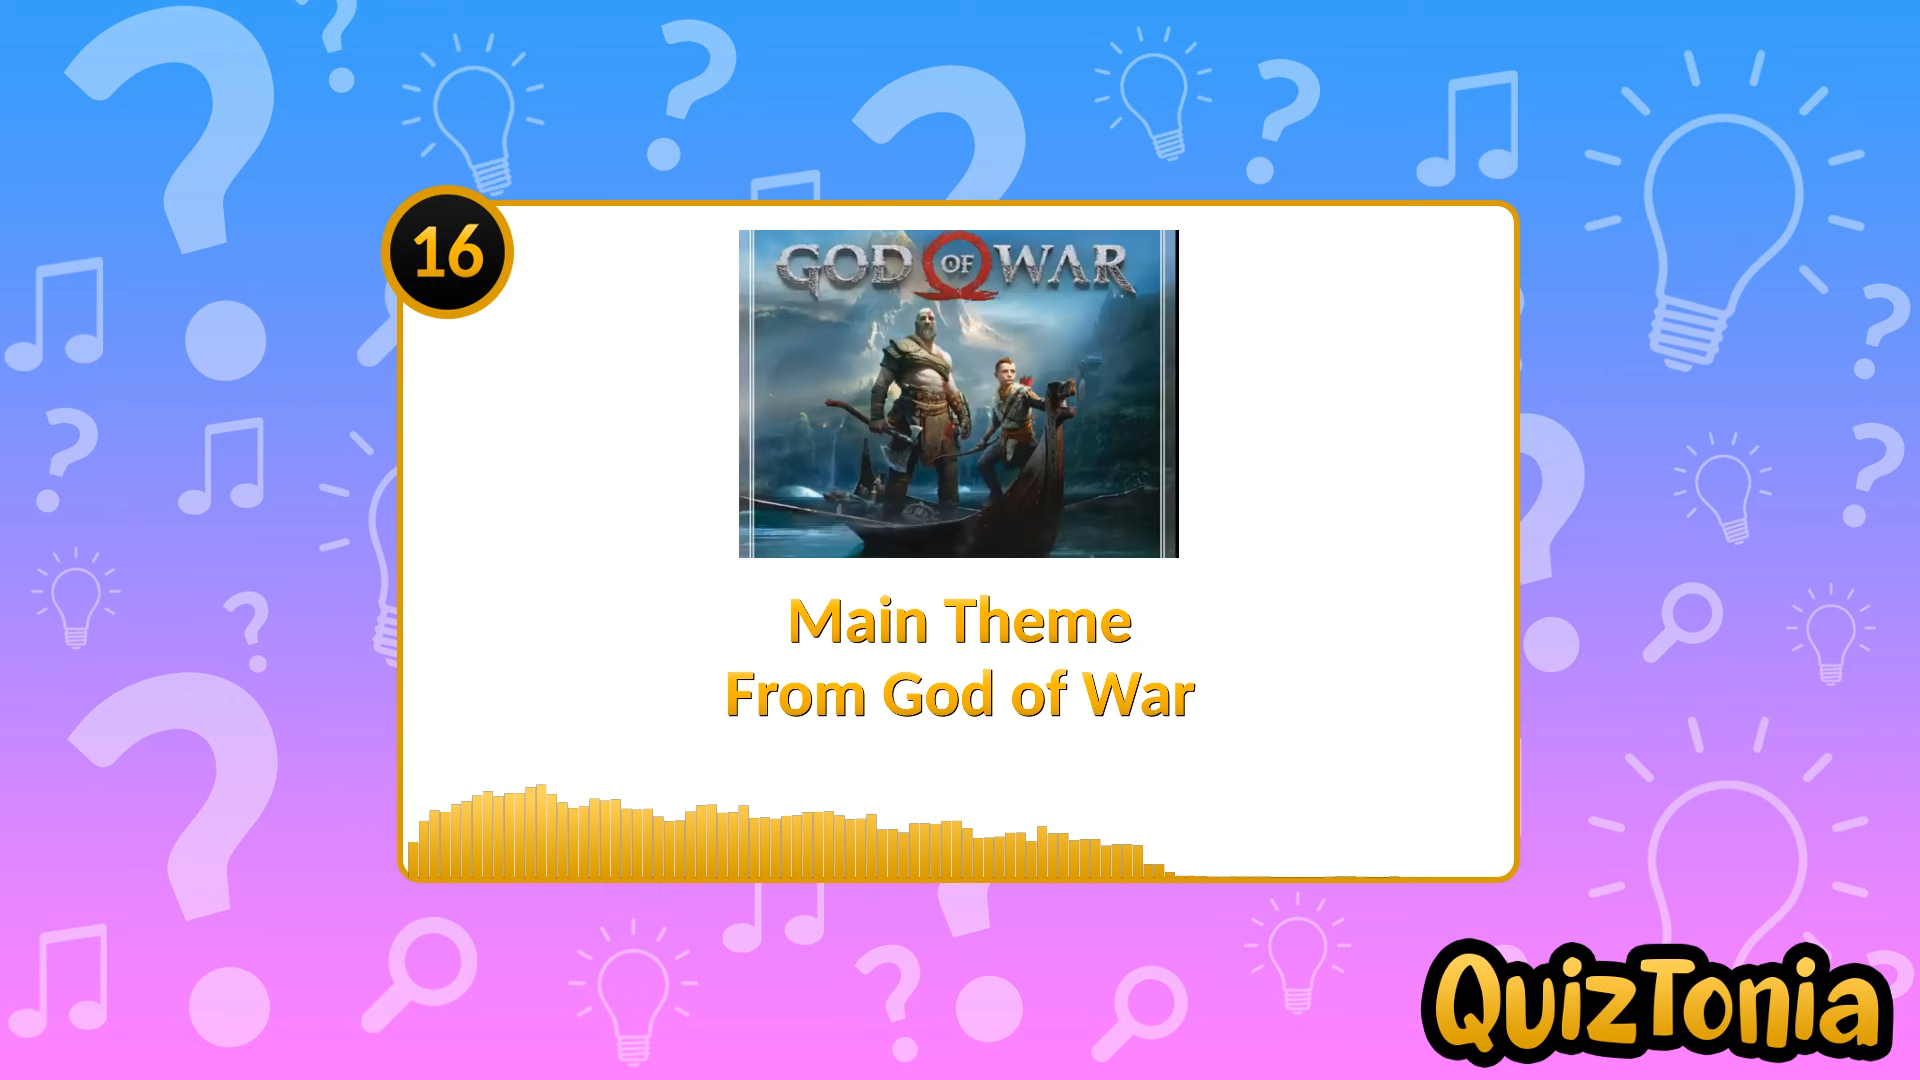 16
GOD OF WAR
Main Theme
From God of War
QuizTonia